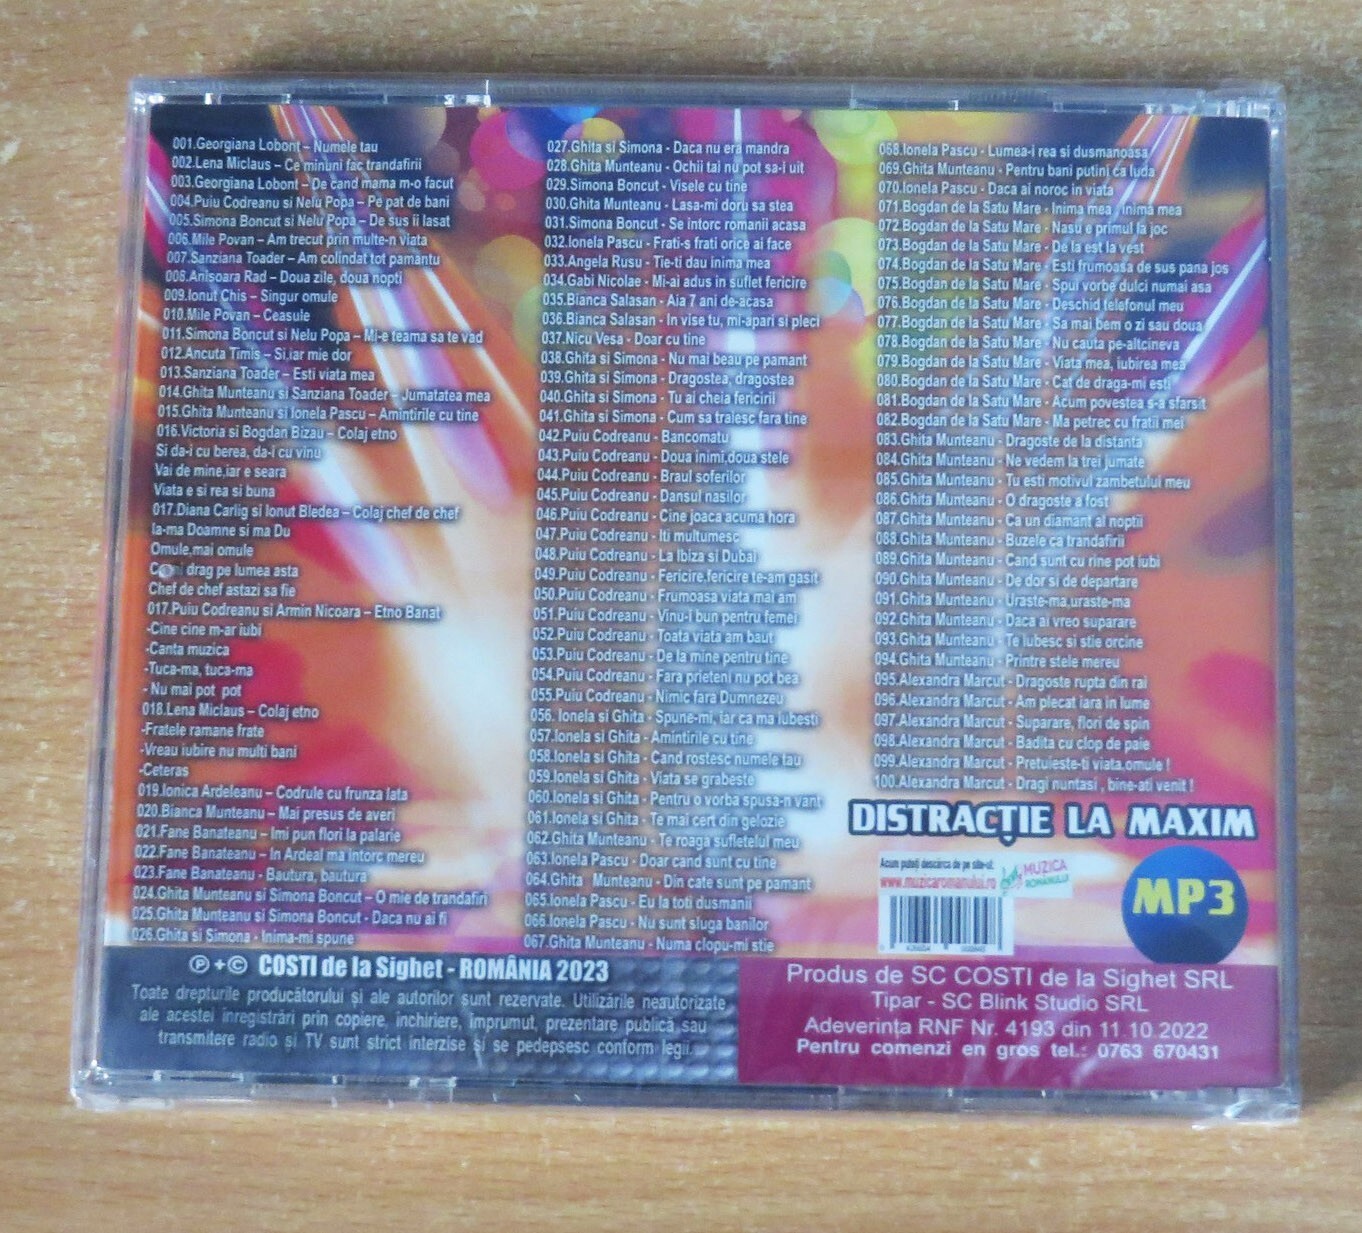 001.Georgiana Lobont – Numele tau
002.Lena Miclaus – Ce minuni fac trandafirii
003.Georgiana Lobont – De cand mama m-o facut
004.Puiu Codreanu si Nelu Popa – Pe pat de bani
005.Simona Boncut si Nelu Popa – De sus ii lasat
006.Mile Povan – Am trecut prin multe-n viata
007.Sanziana Toader – Am colindat tot pamantu
008.Anisoara Rad – Doua zile, doua nopti
009.Ionut Chis – Singur omule
010.Mile Povan – Ceasule
011.Simona Boncut si Nelu Popa – Mi-e teama sa te vad
012.Ancuta Timis – Si,iar mie dor
013.Sanziana Toader – Esti viata mea
014.Ghita Munteanu si Sanziana Toader – Jumatatea mea
015.Ghita Munteanu si Ionela Pascu – Amintirile cu tine
016.Victoria si Bogdan Bizau – Colaj etno
Si da-i cu berea, da-i cu vinu
Vai de mine,iar e seara
Viata e si rea si buna
017.Diana Carlig si Ionut Bledea – Colaj chef de chef
Ia-ma Doamne si ma Du
Omule,mai omule
drag pe lumea asta
Chef de chef astazi sa fie
017.Puiu Codreanu si Armin Nicoara – Etno Banat
-Cine cine m-ar iubi
-Canta muzica
-Tuca-ma, tuca-ma
- Nu mai pot pot
018.Lena Miclaus – Colaj etno
-Fratele ramane frate
-Vreau iubire nu multi bani
-Ceteras
019.Ionica Ardeleanu – Codrule cu frunza lata
020.Bianca Munteanu – Mai presus de averi
021.Fane Banateanu – Imi pun flori la palarie
022.Fane Banateanu – In Ardeal ma intorc mereu
023.Fane Banateanu - Bautura, bautura
024.Ghita Munteanu si Simona Boncut – O mie de trandafiri
025.Ghita Munteanu si Simona Boncut - Daca nu ai fi
026.Ghita si Simona - Inima-mi spune
027.Ghita si Simona - Daca nu era mandra
028.Ghita Munteanu - Ochii tai nu pot sa-i uit
029.Simona Boncut - Visele cu tine
030.Ghita Munteanu - Lasa-mi doru sa stea
031.Simona Boncut - Se intorc romanii acasa
032.Ionela Pascu - Frati-s frati orice ai face
033.Angela Rusu - Tie-ti dau inima mea
034.Gabi Nicolae - Mi-ai adus in suflet fericire
035.Bianca Salasan - Aia 7 ani de-acasa
036.Bianca Salasan - In vise tu, mi-apari si pleci
037.Nicu Vesa - Doar cu tine
038.Ghita si Simona - Nu mai beau pe pamant
039.Ghita si Simona - Dragostea, dragostea
040.Ghita si Simona - Tu ai cheia fericirii
041.Ghita si Simona - Cum sa traiesc fara tine
042.Puiu Codreanu - Bancomatu
043.Puiu Codreanu - Doua inimi,doua stele
044.Puiu Codreanu - Braul soferilor
045.Puiu Codreanu - Dansul nasilor
046.Puiu Codreanu - Cine joaca acuma hora
047.Puiu Codreanu - Iti multumesc
048.Puiu Codreanu - La Ibiza si Dubai
049.Puiu Codreanu - Fericire,fericire te-am gasit
050.Puiu Codreanu - Frumoasa viata mai am
051.Puiu Codreanu - Vinu-i bun pentru femei
052.Puiu Codreanu - Toata viata am baut
053.Puiu Codreanu - De la mine pentru tine
054.Puiu Codreanu - Fara prieteni nu pot bea
055.Puiu Codreanu - Nimic fara Dumnezeu
056. Ionela si Ghita - Spune-mi, iar ca ma iubesti
057.Ionela si Ghita - Amintirile cu tine
058.Ionela si Ghita - Cand rostesc numele tau
059.Ionela si Ghita - Viata se grabeste
060.Ionela si Ghita - Pentru o vorba spusa-n vant
061.Ionela si Ghita - Te mai cert din gelozie
062.Ghita Munteanu - Te roaga sufletelul meu
063.Ionela Pascu - Doar cand sunt cu tine
064.Ghita Munteanu - Din cate sunt pe pamant
065.Ionela Pascu - Eu la toti dusmanii
066.Ionela Pascu - Nu sunt sluga banilor
067.Ghita Munteanu - Numa clopu-mi stie
068.Ionela Pascu - Lumea-i rea si dusmanoasa
069.Ghita Munteanu - Pentru bani putini ca luda
070.Ionela Pascu - Daca ai noroc in viata
071.Bogdan de la Satu Mare - Inima mea , inima mea
072.Bogdan de la Satu Mare - Nasu e primul la joc
073.Bogdan de la Satu Mare - De la est la vest
074.Bogdan de la Satu Mare - Esti frumoasa de sus pana jos
075.Bogdan de la Satu Mare - Spui vorbe dulci numai asa
076.Bogdan de la Satu Mare - Deschid telefonul meu
077.Bogdan de la Satu Mare - Sa mai bem o zi sau doua
078.Bogdan de la Satu Mare - Nu cauta pe-altcineva
079.Bogdan de la Satu Mare - Viata mea, iubirea mea
080.Bogdan de la Satu Mare - Cat de draga-mi esti
081.Bogdan de la Satu Mare - Acum povestea s-a sfarsit
082.Bogdan de la Satu Mare - Ma petrec cu fratii mei
083.Ghita Munteanu - Dragoste de la distanta
084.Ghita Munteanu - Ne vedem la trei jumate
085.Ghita Munteanu - Tu esti motivul zambetului meu
086.Ghita Munteanu - O dragoste a fost
087.Ghita Munteanu - Ca un diamant al noptii
088.Ghita Munteanu - Buzele ca trandafirii
089.Ghita Munteanu - Cand sunt cu rine pot iubi
090.Ghita Munteanu - De dor si de departare
091.Ghita Munteanu - Uraste-ma,uraste-ma
092.Ghita Munteanu - Daca ai vreo suparare
093.Ghita Munteanu - Te iubesc si stie orcine
094.Ghita Munteanu - Printre stele mereu
095.Alexandra Marcut - Dragoste rupta din rai
096.Alexandra Marcut - Am plecat iara in lume
097.Alexandra Marcut - Suparare, flori de spin
098.Alexandra Marcut - Badita cu clop de paie
099.Alexandra Marcut - Pretuieste-ti viata,omule !
100.Alexandra Marcut - Dragi nuntasi , bine-ati venit !
DISTRACȚIE LA MAXIM
Acum puteți descărca de pe site-ul:
www.muzicaromanului.ro
MUZICA
ROMANULUI
MP3
℗+© COSTI de la Sighet - ROMÂNIA 2023
Toate drepturile producătorului și ale autorilor sunt rezervate. Utilizările neautorizate
ale acestei înregistrări prin copiere, închiriere, împrumut, prezentare publică sau
transmitere radio și TV sunt strict interzise și se pedepsesc conform legii.
Produs de SC COSTI de la Sighet SRL
Tipar - SC Blink Studio SRL
Adeverința RNF Nr. 4193 din 11.10.2022
Pentru comenzi en gros tel.: 0763 670431